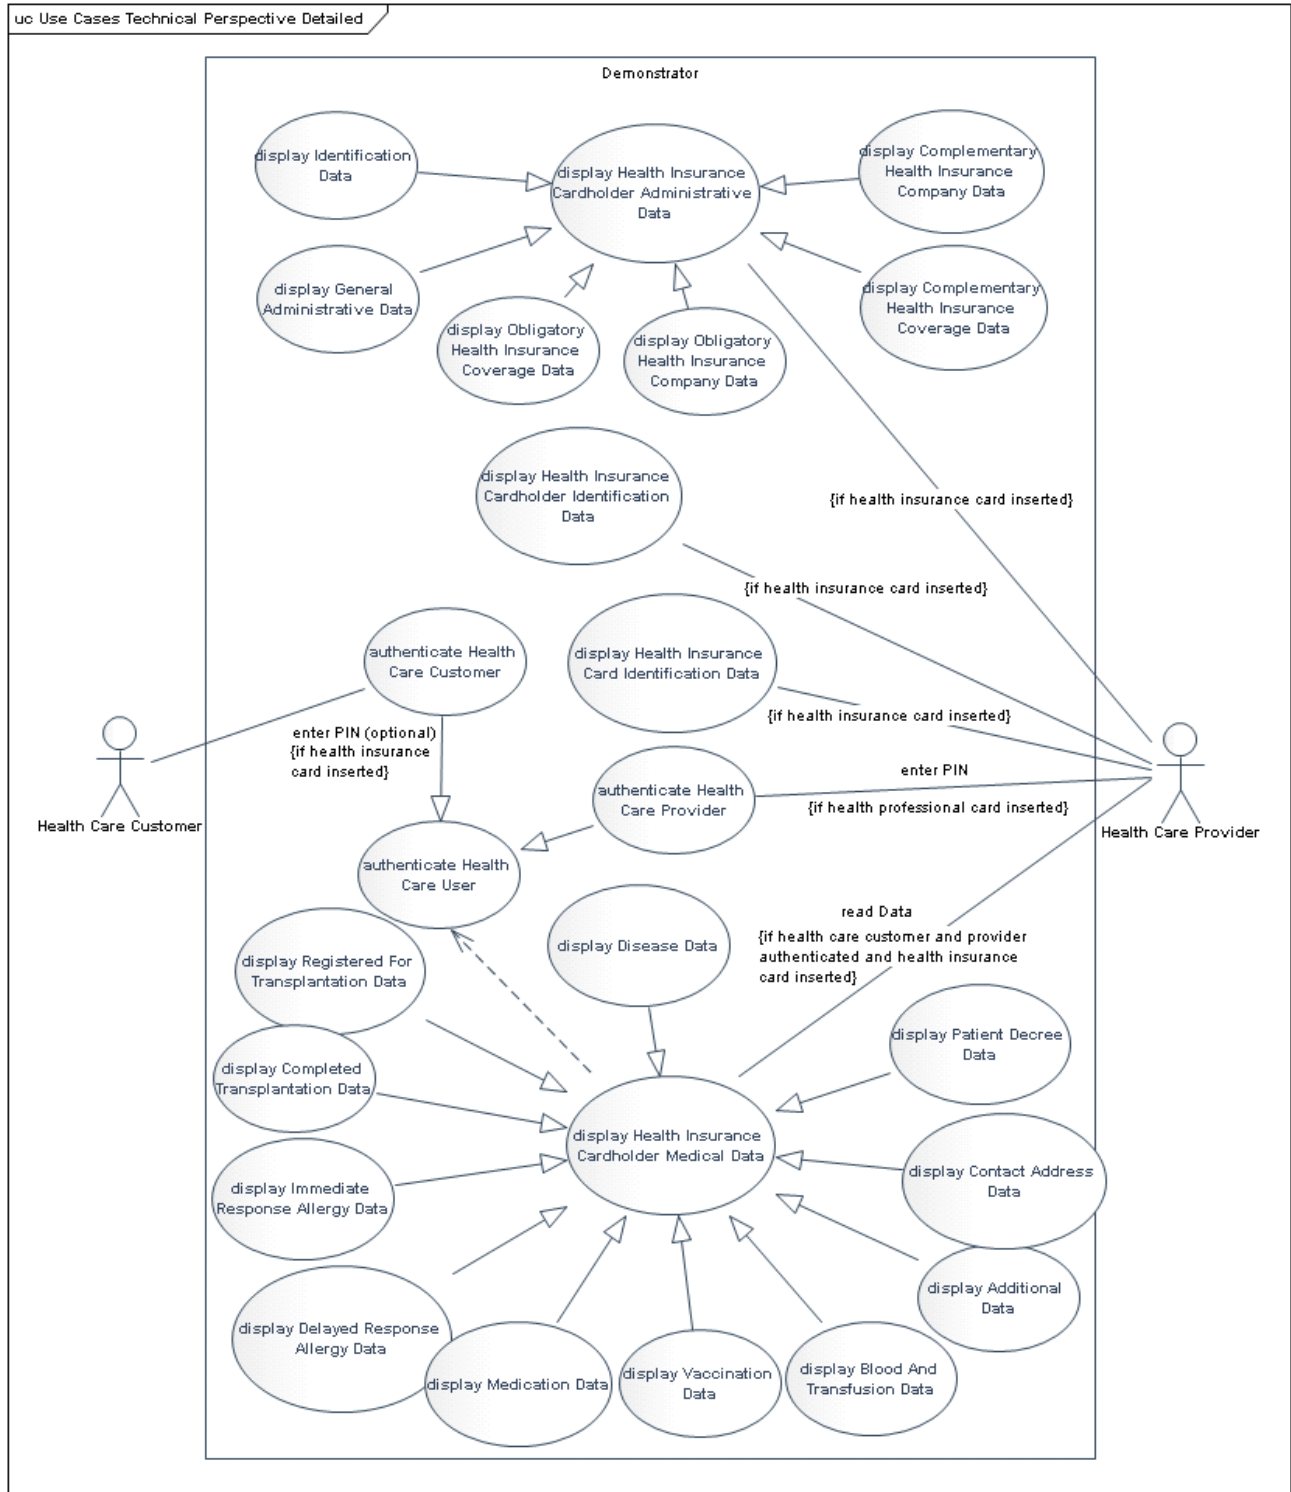 uc Use Cases Technical Perspective Detailed
Demonstrator
display Identification
Data
display Health Insurance
Cardholder Administrative
Data
display Complementary
Health Insurance
Company Data
display General
Administrative Data
display Obligatory
Health Insurance
Coverage Data
display Obligatory
Health Insurance
Company Data
display Complementary
Health Insurance
Coverage Data
display Health Insurance
Cardholder Identification
Data
{if health insurance card inserted}
{if health insurance card inserted}
authenticate Health
Care Customer
display Health Insurance
Card Identification Data
{if health insurance card inserted}
enter PIN (optional)
{if health insurance
card inserted}
Health Care Customer
authenticate Health
Care Provider
enter PIN
{if health professional card inserted}
Health Care Provider
authenticate Health
Care User
display Disease Data
read Data
{if health care customer and provider
authenticated and health insurance
card inserted}
display Registered For
Transplantation Data
display Completed
Transplantation Data
display Patient Decree
Data
display Health Insurance
Cardholder Medical Data
display Immediate
Response Allergy Data
display Contact Address
Data
display Additional
Data
display Delayed Response
Allergy Data
display Medication Data
display Vaccination
Data
display Blood And
Transfusion Data